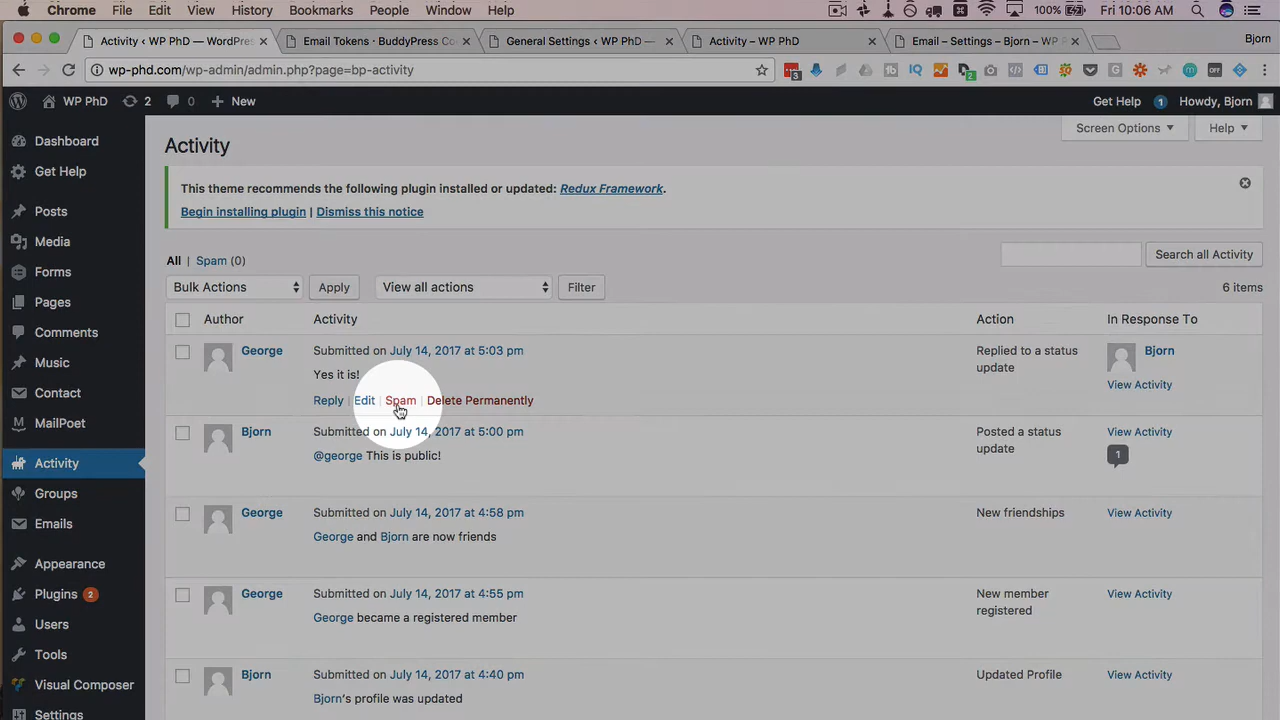 Chrome File Edit View History Bookmarks People Window Help 100% Fri 10:06 AM
Activity ‹ WP PhD — WordPres Email Tokens · BuddyPress Co General Settings ‹ WP PhD — Activity – WP PhD Email – Settings – Bjorn – WP Bjorn
wp-phd.com/wp-admin/admin.php?page=bp-activity 3 2
WP PhD 2 0 + New Get Help 1 Howdy, Bjorn
Dashboard
Get Help
Posts
Media
Forms
Pages
Comments
Music
Contact
MailPoet
Activity
Groups
Emails
Appearance
Plugins 2
Users
Tools
Visual Composer
Settings
Screen Options Help
Activity
This theme recommends the following plugin installed or updated: Redux Framework.
Begin installing plugin | Dismiss this notice
All | Spam (0)
Search all Activity
Bulk Actions Apply View all actions Filter 6 items
Author Activity Action In Response To
George Submitted on July 14, 2017 at 5:03 pm Replied to a status Bjorn
update
Yes it is! View Activity
Reply | Edit | Spam | Delete Permanently
Bjorn Submitted on July 14, 2017 at 5:00 pm Posted a status View Activity
update
@george This is public! 1
George Submitted on July 14, 2017 at 4:58 pm New friendships View Activity
George and Bjorn are now friends
George Submitted on July 14, 2017 at 4:55 pm New member View Activity
registered
George became a registered member
Bjorn Submitted on July 14, 2017 at 4:40 pm Updated Profile View Activity
Bjorn's profile was updated